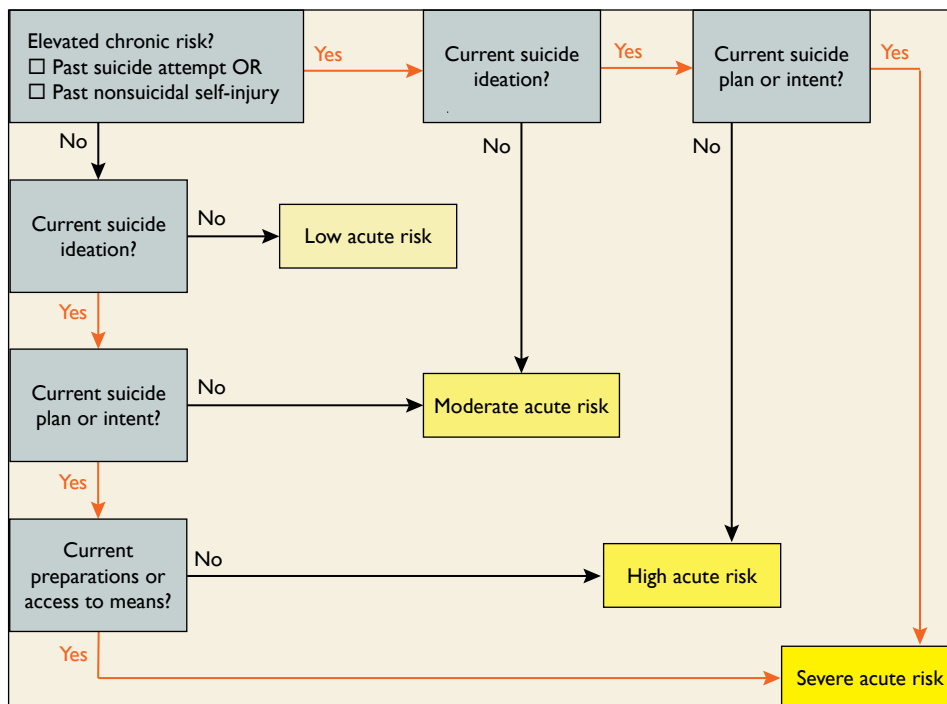 Elevated chronic risk?
☐ Past suicide attempt OR
☐ Past nonsuicidal self-injury
Yes
Current suicide
ideation?
Yes
Current suicide
plan or intent?
Yes
No
No
No
Current suicide
ideation?
No
Low acute risk
Yes
Current suicide
plan or intent?
No
Moderate acute risk
Yes
Current
preparations or
access to means?
No
High acute risk
Yes
Severe acute risk